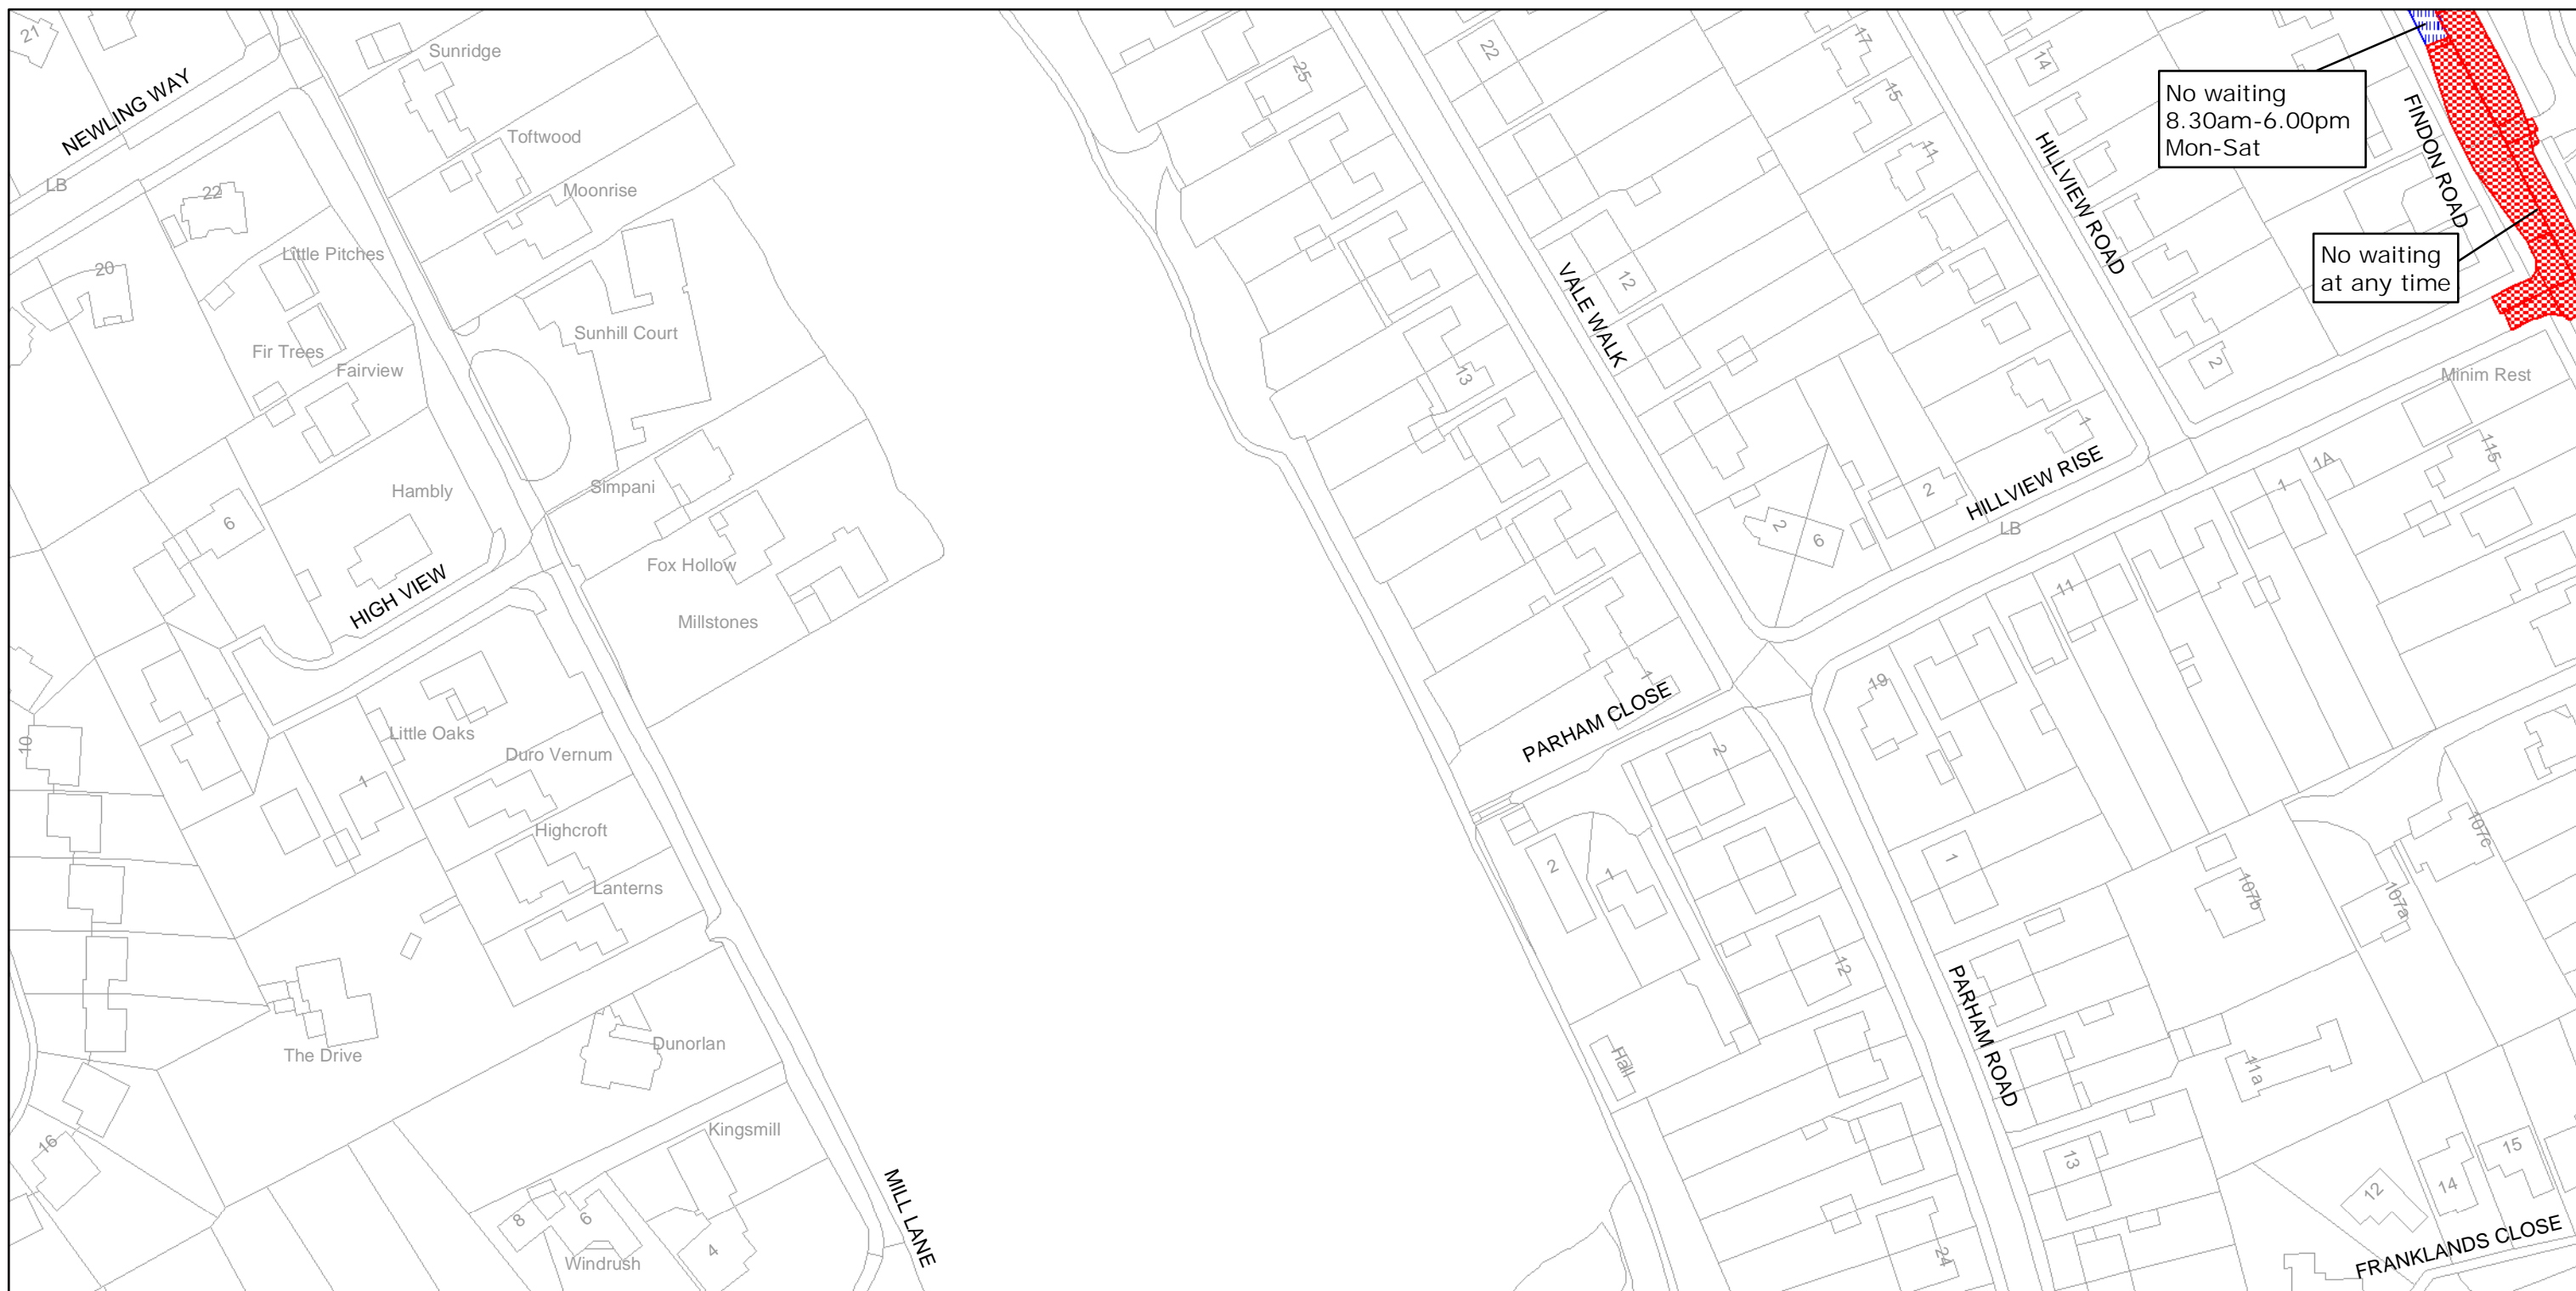 21
NEWLING WAY
Sunridge
Toftwood
Moonrise
LB
22
20
Little Pitches
Fir Trees
Fairview
Sunhill Court
Hambly
6
HIGH VIEW
Simpani
Fox Hollow
Millstones
10
Little Oaks
Duro Vernum
1
Highcroft
Lanterns
The Drive
Dunorlan
16
Kingsmill
8
6
4
Windrush
MILL LANE
25
22
17
15
11
14
12
VALE WALK
13
HILLVIEW ROAD
2
FINDON ROAD
No waiting
8.30am-6.00pm
Mon-Sat
No waiting
at any time
Minim Rest
1
2
HILLVIEW RISE
LB
2
6
1
1A
115
11
19
1
PARHAM CLOSE
2
2
1
1
12
107b
107a
107c
PARHAM ROAD
Hall
11a
13
24
12
14
15
FRANKLANDS CLOSE